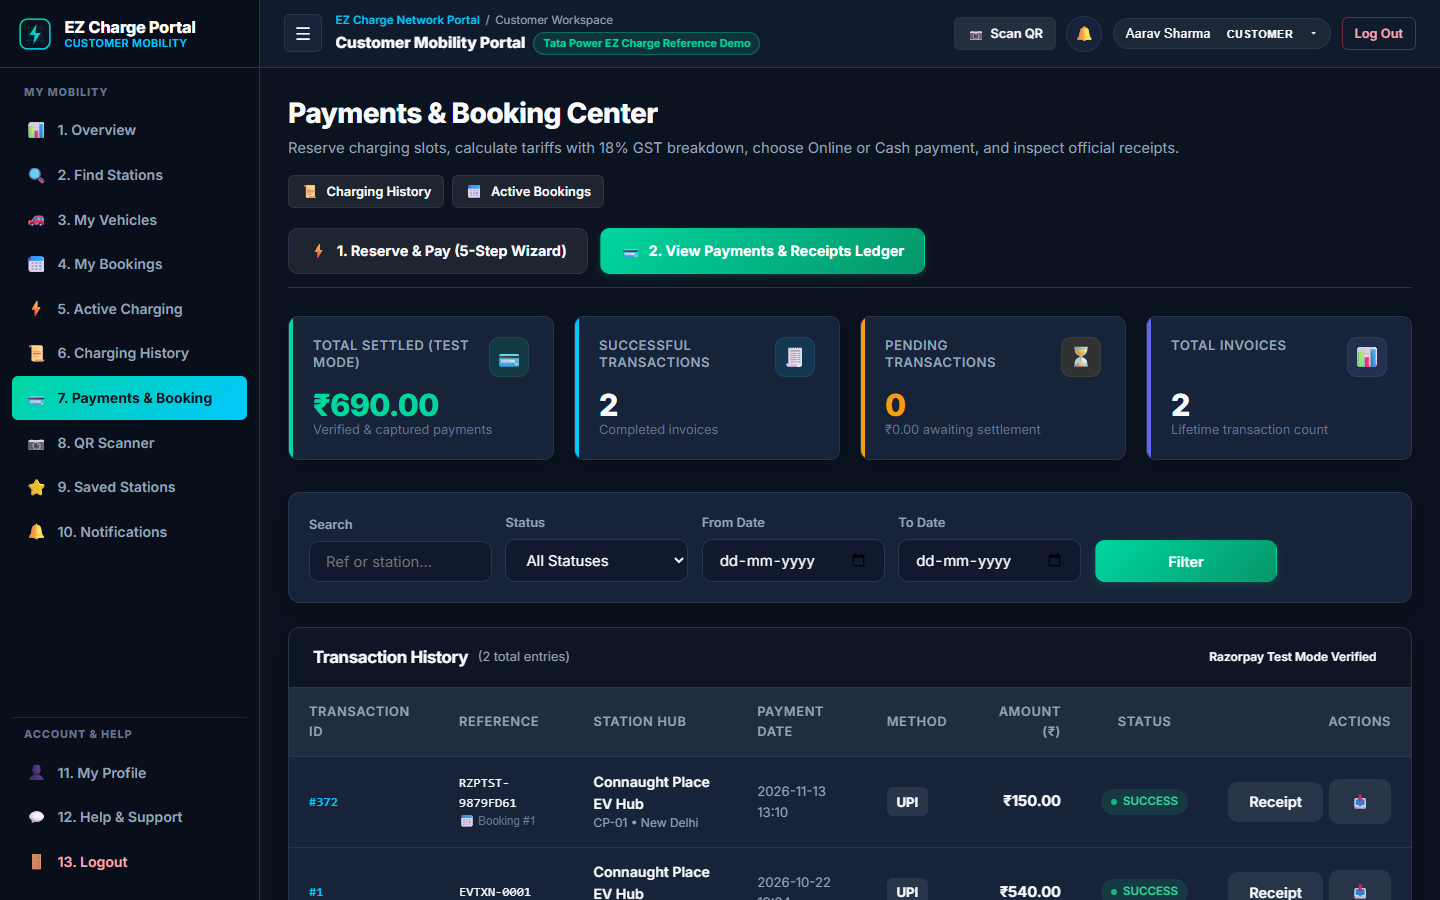 EZ Charge Portal
CUSTOMER MOBILITY
EZ Charge Network Portal / Customer Workspace
Customer Mobility Portal Tata Power EZ Charge Reference Demo
Scan QR
Aarav Sharma CUSTOMER
Log Out
MY MOBILITY
1. Overview
2. Find Stations
3. My Vehicles
4. My Bookings
5. Active Charging
6. Charging History
7. Payments & Booking
8. QR Scanner
9. Saved Stations
10. Notifications
ACCOUNT & HELP
11. My Profile
12. Help & Support
13. Logout
Payments & Booking Center
Reserve charging slots, calculate tariffs with 18% GST breakdown, choose Online or Cash payment, and inspect official receipts.
Charging History Active Bookings
1. Reserve & Pay (5-Step Wizard) 2. View Payments & Receipts Ledger
TOTAL SETTLED (TEST MODE)
₹690.00
Verified & captured payments
SUCCESSFUL TRANSACTIONS
2
Completed invoices
PENDING TRANSACTIONS
0
₹0.00 awaiting settlement
TOTAL INVOICES
2
Lifetime transaction count
Search Status From Date To Date
Ref or station... All Statuses dd-mm-yyyy dd-mm-yyyy Filter
Transaction History (2 total entries) Razorpay Test Mode Verified
TRANSACTION ID REFERENCE STATION HUB PAYMENT DATE METHOD AMOUNT (₹) STATUS ACTIONS
#372 RZPTST-9879FD61 Booking #1 Connaught Place EV Hub CP-01 • New Delhi 2026-11-13 13:10 UPI ₹150.00 SUCCESS Receipt
#1 EVTXN-0001 Connaught Place EV Hub 2026-10-22 UPI ₹540.00 SUCCESS Receipt